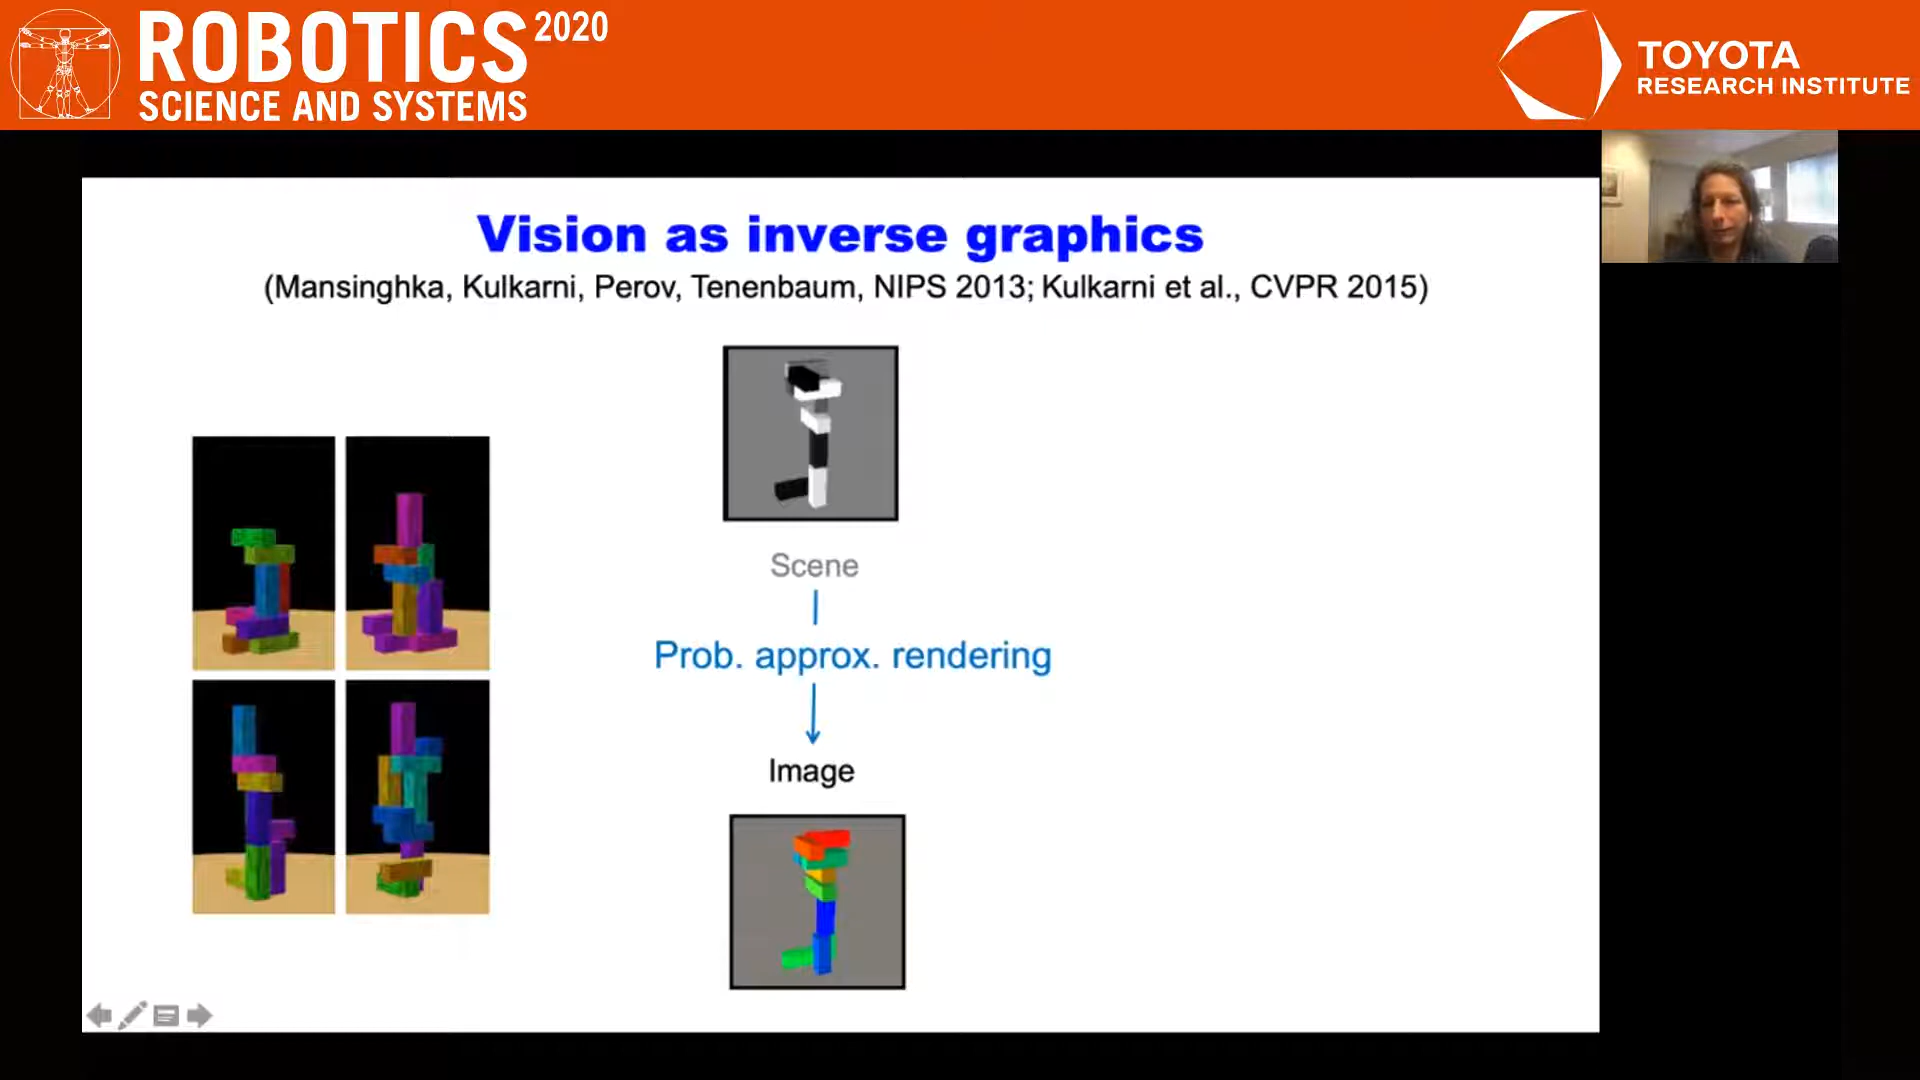 ROBOTICS 2020
SCIENCE AND SYSTEMS
TOYOTA
RESEARCH INSTITUTE
Vision as inverse graphics
(Mansinghka, Kulkarni, Perov, Tenenbaum, NIPS 2013; Kulkarni et al., CVPR 2015)
Scene
Prob. approx. rendering
Image